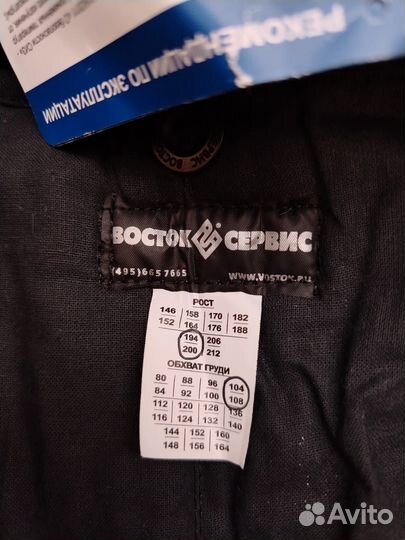 РЕКОМЕНДАЦИИ ПО ЭКСПЛУАТАЦИИ
ВОСТОК СЕРВИС
(495)6657665 www.Vostok.ru
РОСТ
146 158 170 182
152 164 176 188
194 206
200 212
ОБХВАТ ГРУДИ
80 88 96 104
84 92 100 108
112 120 128 136
116 124 132 140
144 152 160
148 156 164
Avito